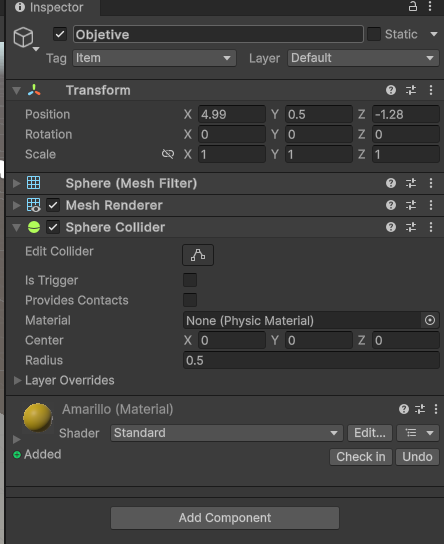 Inspector
Objetive Static
Tag Item Layer Default
Transform
Position X 4.99 Y 0.5 Z -1.28
Rotation X 0 Y 0 Z 0
Scale X 1 Y 1 Z 1
Sphere (Mesh Filter)
Mesh Renderer
Sphere Collider
Edit Collider
Is Trigger
Provides Contacts
Material None (Physic Material)
Center X 0 Y 0 Z 0
Radius 0.5
Layer Overrides
Amarillo (Material)
Shader Standard Edit...
Added Check in Undo
Add Component